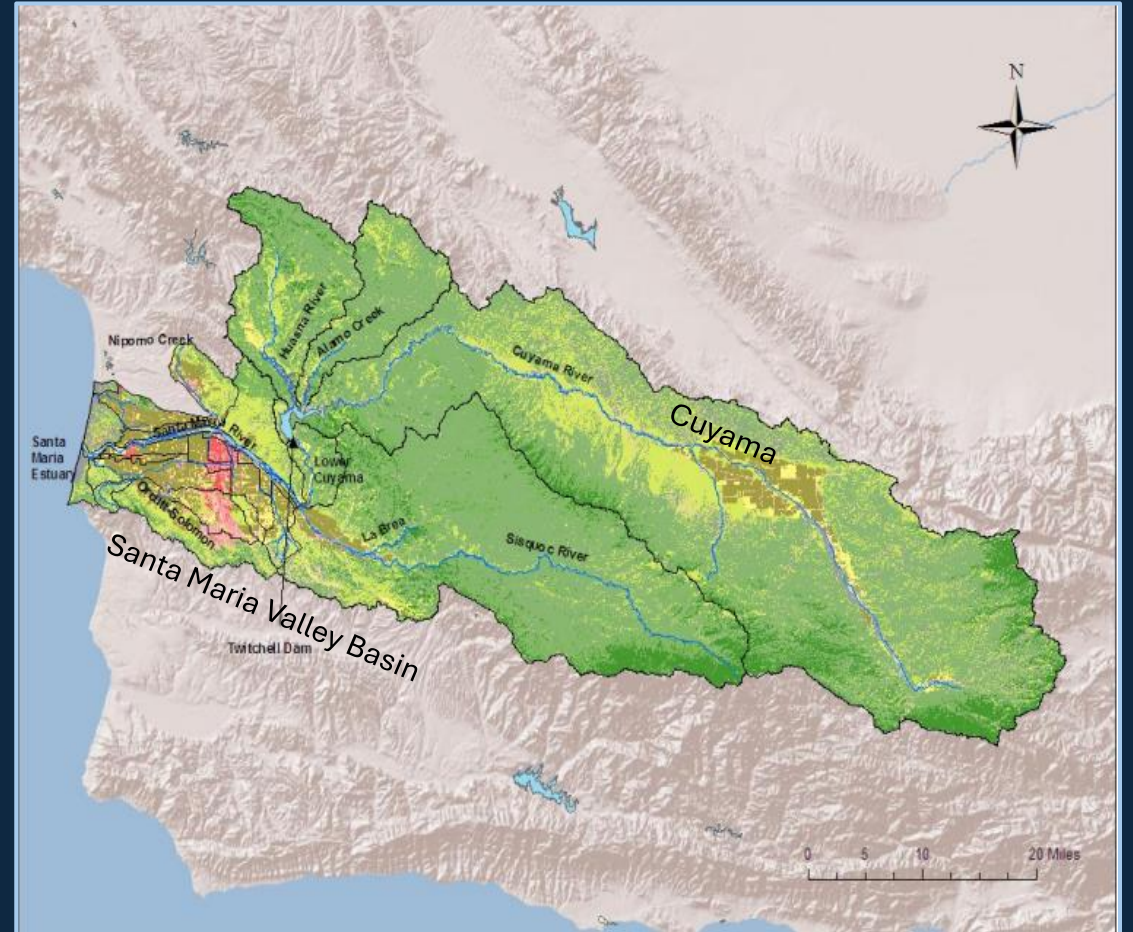 N
Huasna River
Alamo Creek
Nipomo Creek
Cuyama River
Cuyama
Santa Maria River
Santa
Maria
Estuary
Lower
Cuyama
Orcutt-Solomon
La Brea
Sisquoc River
Santa Maria Valley Basin
Twitchell Dam
0 5 10 20 Miles